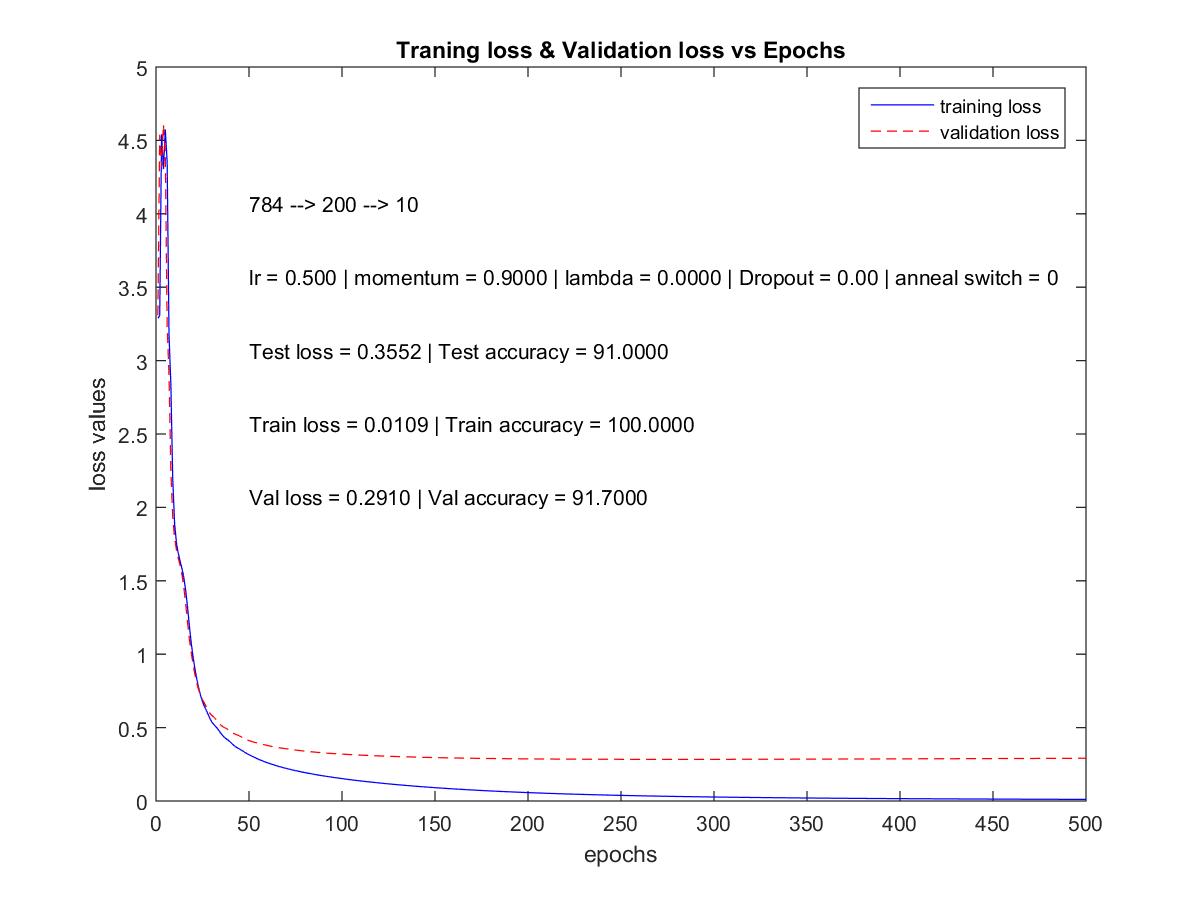 Traning loss & Validation loss vs Epochs
training loss
validation loss
784 --> 200 --> 10
lr = 0.500 | momentum = 0.9000 | lambda = 0.0000 | Dropout = 0.00 | anneal switch = 0
Test loss = 0.3552 | Test accuracy = 91.0000
Train loss = 0.0109 | Train accuracy = 100.0000
Val loss = 0.2910 | Val accuracy = 91.7000
loss values
5
4.5
4
3.5
3
2.5
2
1.5
1
0.5
0
0 50 100 150 200 250 300 350 400 450 500
epochs